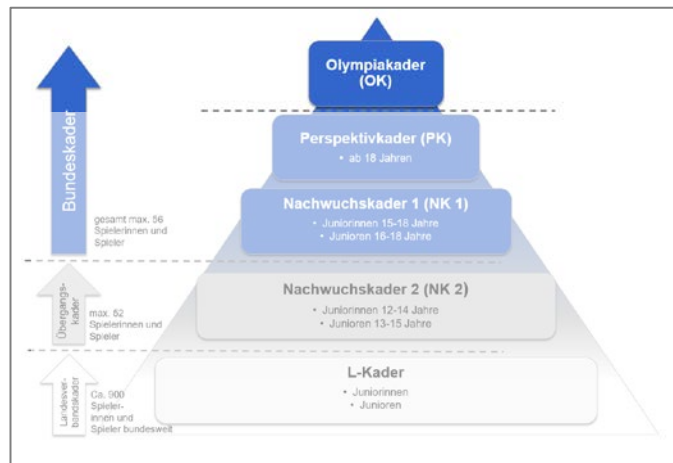 Olympiakader
(OK)
Perspektivkader (PK)
• ab 18 Jahren
Bundeskader
Nachwuchskader 1 (NK 1)
• Juniorinnen 15-18 Jahre
• Junioren 16-18 Jahre
gesamt max. 56
Spielerinnen und
Spieler
Übergangs-
kader
max. 52
Spielerinnen und
Spieler
Nachwuchskader 2 (NK 2)
• Juniorinnen 12-14 Jahre
• Junioren 13-15 Jahre
Landesver-
bandskader
Ca. 900
Spieler-
innen und
Spieler bundesweit
L-Kader
• Juniorinnen
• Junioren